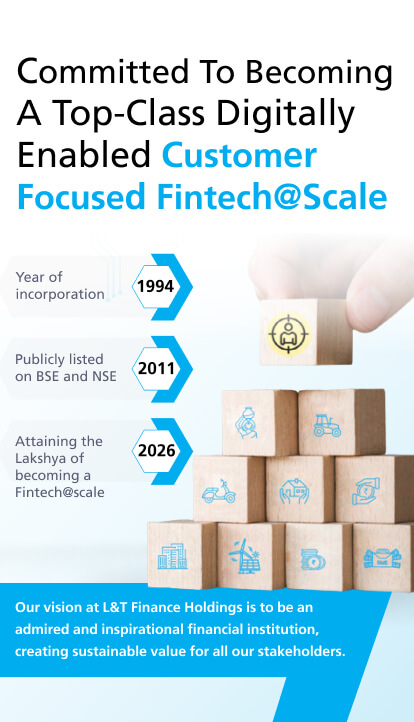 Committed To Becoming
A Top-Class Digitally
Enabled Customer
Focused Fintech@Scale
Year of
incorporation
1994
Publicly listed
on BSE and NSE
2011
Attaining the
Lakshya of
becoming a
Fintech@scale
2026
Our vision at L&T Finance Holdings is to be an
admired and inspirational financial institution,
creating sustainable value for all our stakeholders.